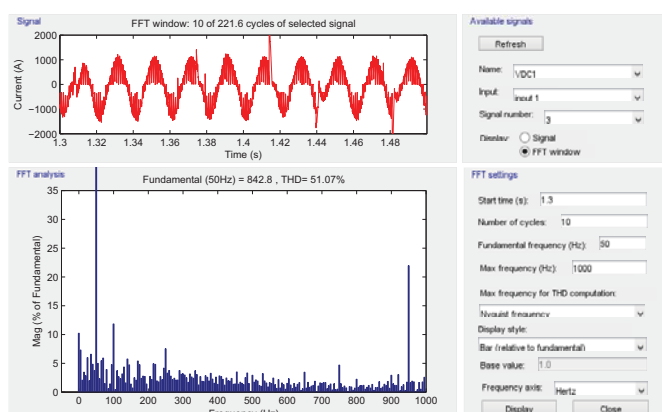 Signal
FFT window: 10 of 221.6 cycles of selected signal
2000
1000
0
−1000
−2000
Current (A)
1.3 1.32 1.34 1.36 1.38 1.4 1.42 1.44 1.46 1.48
Time (s)
Available signals
Refresh
Name: VDC1
Input: input 1
Signal number: 3
Display: Signal
FFT window
FFT analysis
Fundamental (50Hz) = 842.8 , THD= 51.07%
35
30
25
20
15
10
5
0
Mag (% of Fundamental)
0 100 200 300 400 500 600 700 800 900 1000
Frequency (Hz)
FFT settings
Start time (s): 1.3
Number of cycles: 10
Fundamental frequency (Hz): 50
Max frequency (Hz): 1000
Max frequency for THD computation:
Nyquist frequency
Display style:
Bar (relative to fundamental)
Base value: 1.0
Frequency axis: Hertz
Display Close